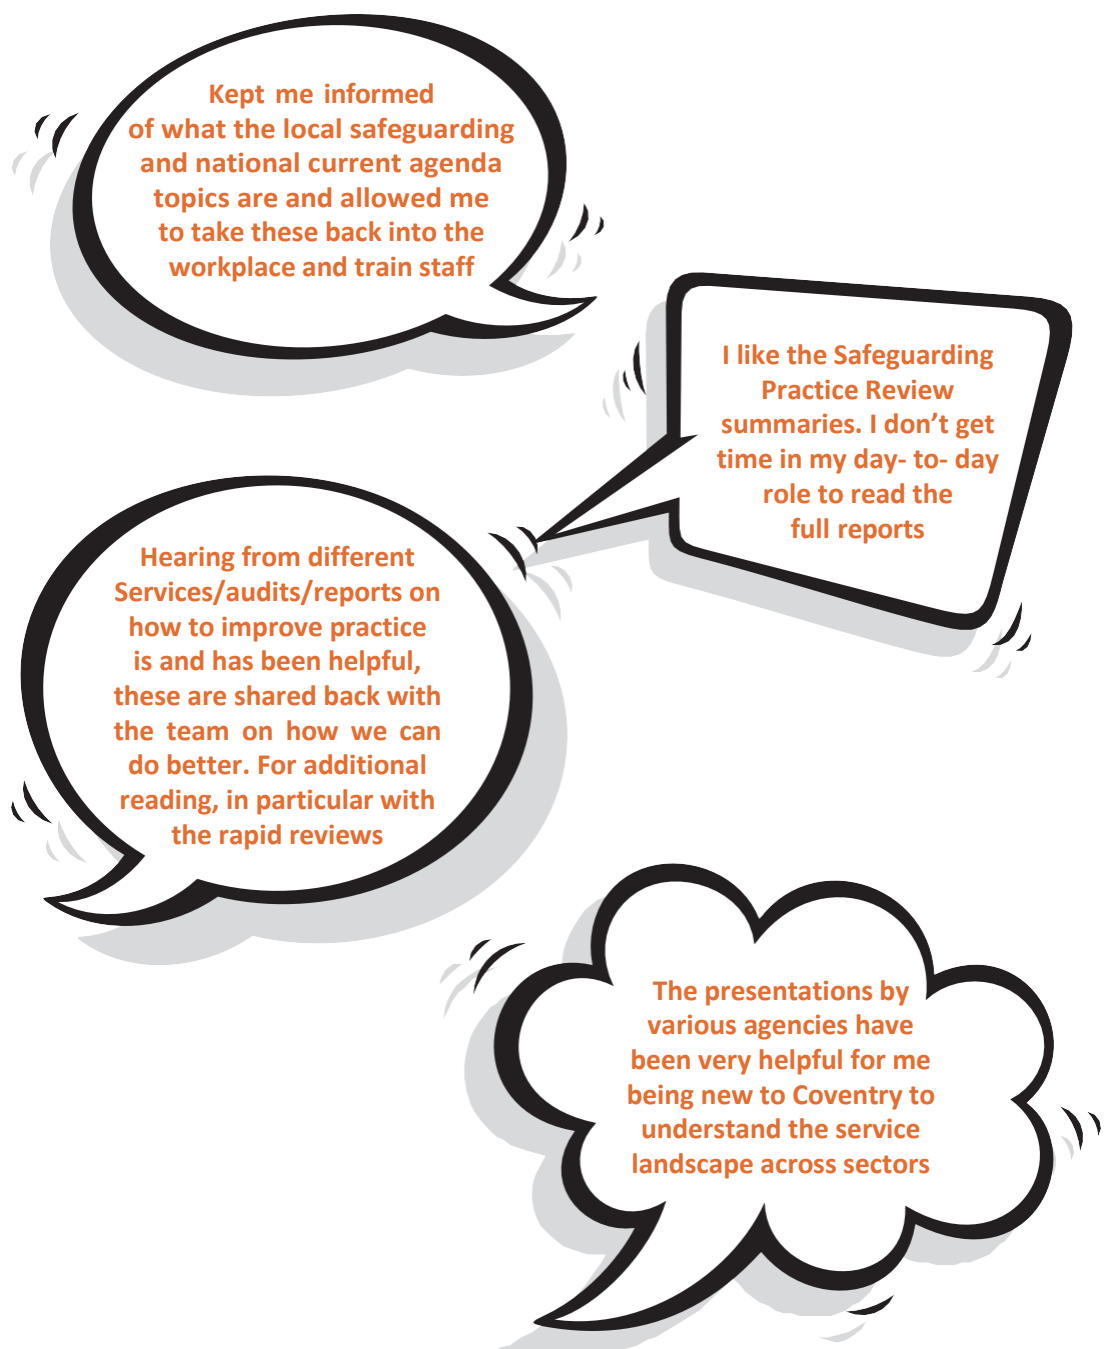 Kept me informed
of what the local safeguarding
and national current agenda
topics are and allowed me
to take these back into the
workplace and train staff
I like the Safeguarding
Practice Review
summaries. I don’t get
time in my day- to- day
role to read the
full reports
Hearing from different
Services/audits/reports on
how to improve practice
is and has been helpful,
these are shared back with
the team on how we can
do better. For additional
reading, in particular with
the rapid reviews
The presentations by
various agencies have
been very helpful for me
being new to Coventry to
understand the service
landscape across sectors